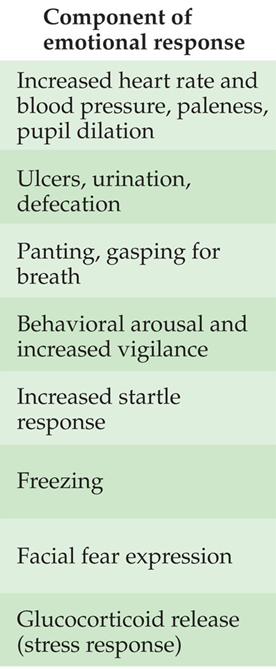 Component of
emotional response
Increased heart rate and
blood pressure, paleness,
pupil dilation
Ulcers, urination,
defecation
Panting, gasping for
breath
Behavioral arousal and
increased vigilance
Increased startle
response
Freezing
Facial fear expression
Glucocorticoid release
(stress response)